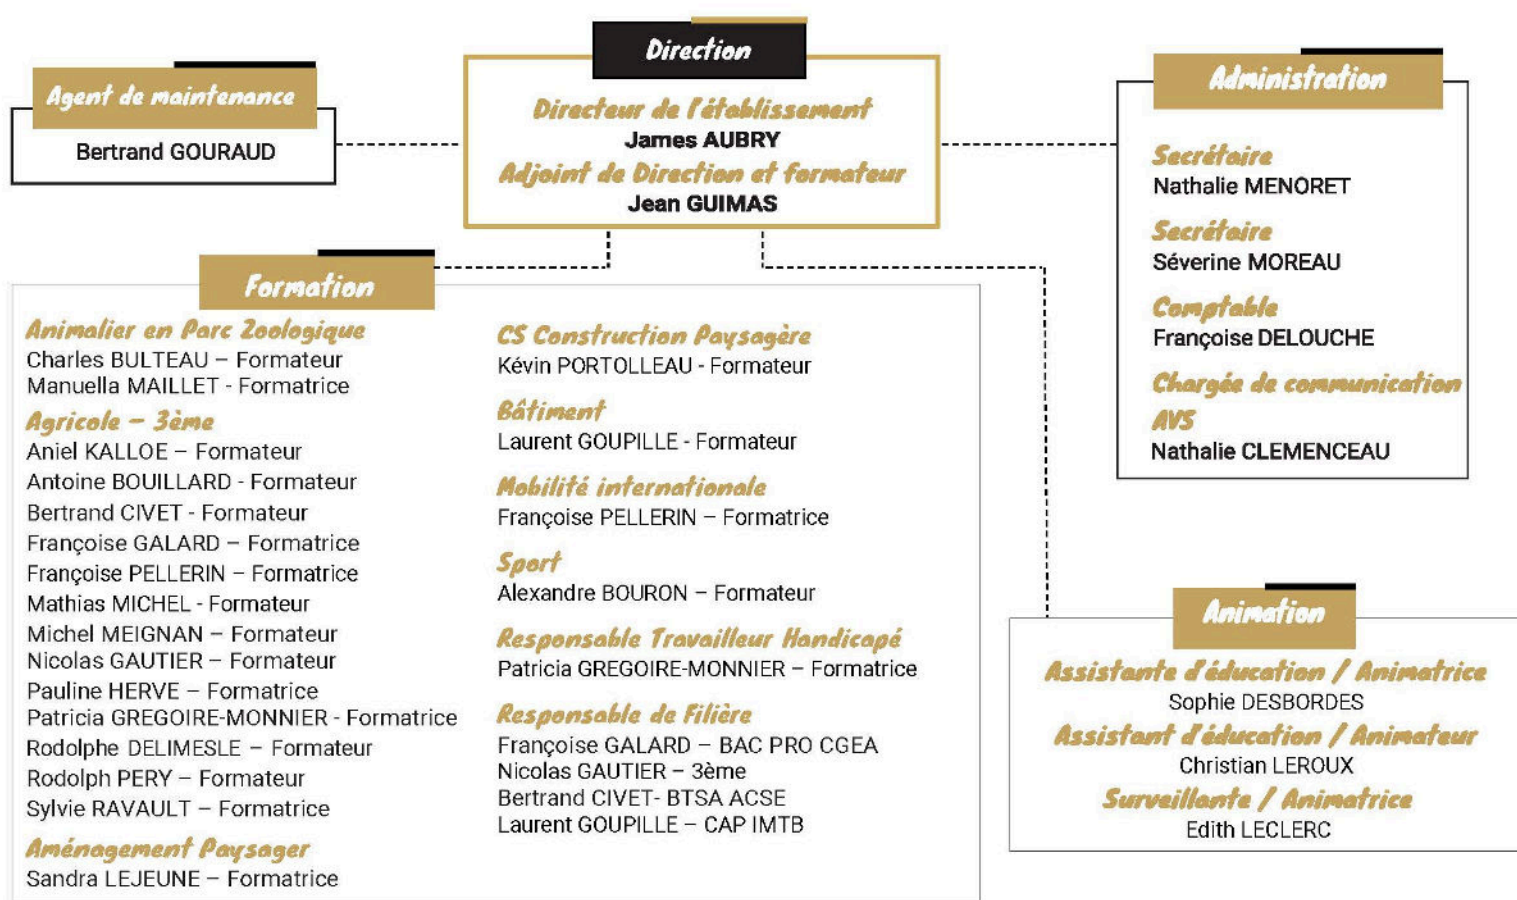 Direction
Directeur de l'établissement
James AUBRY
Adjoint de Direction et formateur
Jean GUIMAS
Agent de maintenance
Bertrand GOURAUD
Administration
Secrétaire
Nathalie MENORET
Secrétaire
Séverine MOREAU
Comptable
Françoise DELOUCHE
Chargée de communication
AVS
Nathalie CLEMENCEAU
Formation
Animalier en Parc Zoologique
Charles BULTEAU – Formateur
Manuella MAILLET - Formatrice
Agricole – 3ème
Aniel KALLOE – Formateur
Antoine BOUILLARD - Formateur
Bertrand CIVET - Formateur
Françoise GALARD – Formatrice
Françoise PELLERIN – Formatrice
Mathias MICHEL - Formateur
Michel MEIGNAN – Formateur
Nicolas GAUTIER – Formateur
Pauline HERVE – Formatrice
Patricia GREGOIRE-MONNIER - Formatrice
Rodolphe DELIMESLE – Formateur
Rodolph PERY – Formateur
Sylvie RAVAULT – Formatrice
Aménagement Paysager
Sandra LEJEUNE – Formatrice
CS Construction Paysagère
Kévin PORTOLLEAU - Formateur
Bâtiment
Laurent GOUPILLE - Formateur
Mobilité internationale
Françoise PELLERIN – Formatrice
Sport
Alexandre BOURON – Formateur
Responsable Travailleur Handicapé
Patricia GREGOIRE-MONNIER – Formatrice
Responsable de Filière
Françoise GALARD – BAC PRO CGEA
Nicolas GAUTIER – 3ème
Bertrand CIVET- BTSA ACSE
Laurent GOUPILLE – CAP IMTB
Animation
Assistante d'éducation / Animatrice
Sophie DESBORDES
Assistant d'éducation / Animateur
Christian LEROUX
Surveillante / Animatrice
Edith LECLERC